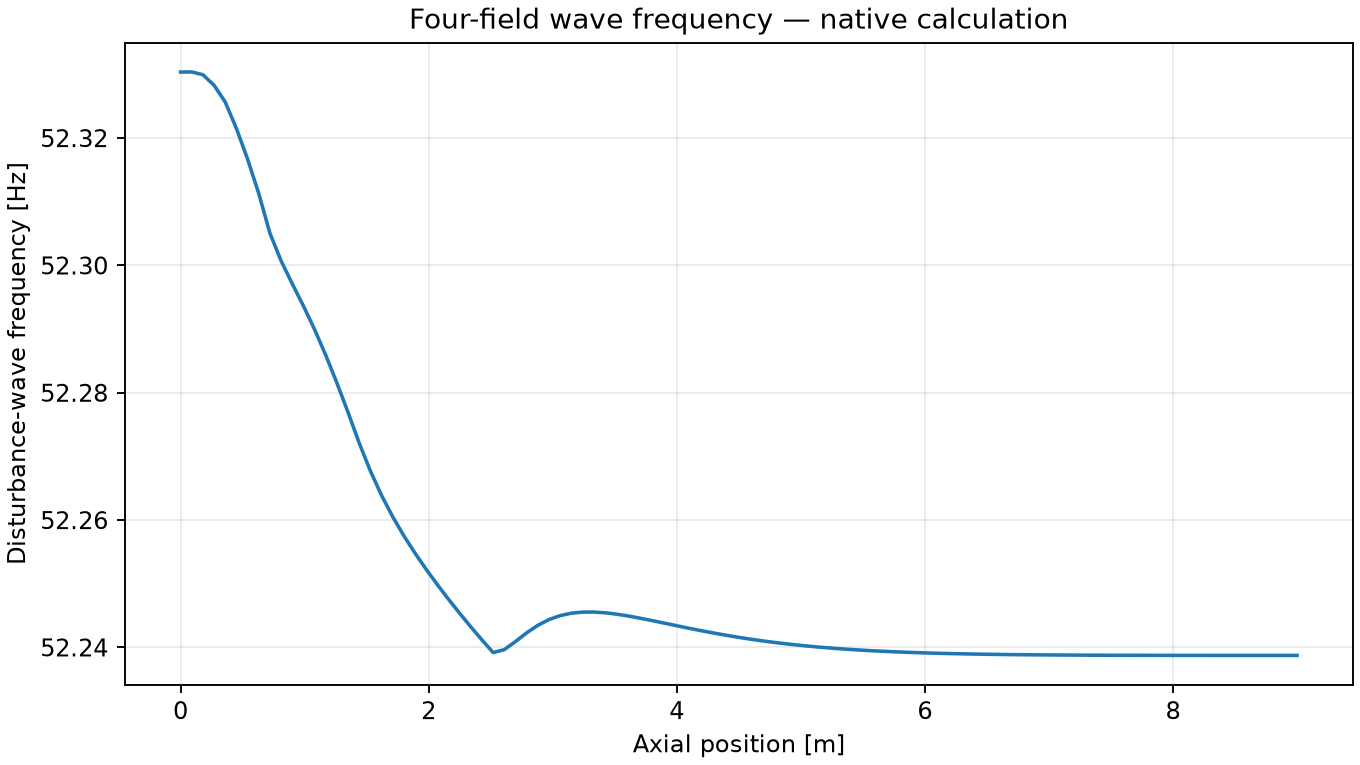 Four-field wave frequency — native calculation
Disturbance-wave frequency [Hz]
52.32
52.30
52.28
52.26
52.24
0 2 4 6 8
Axial position [m]